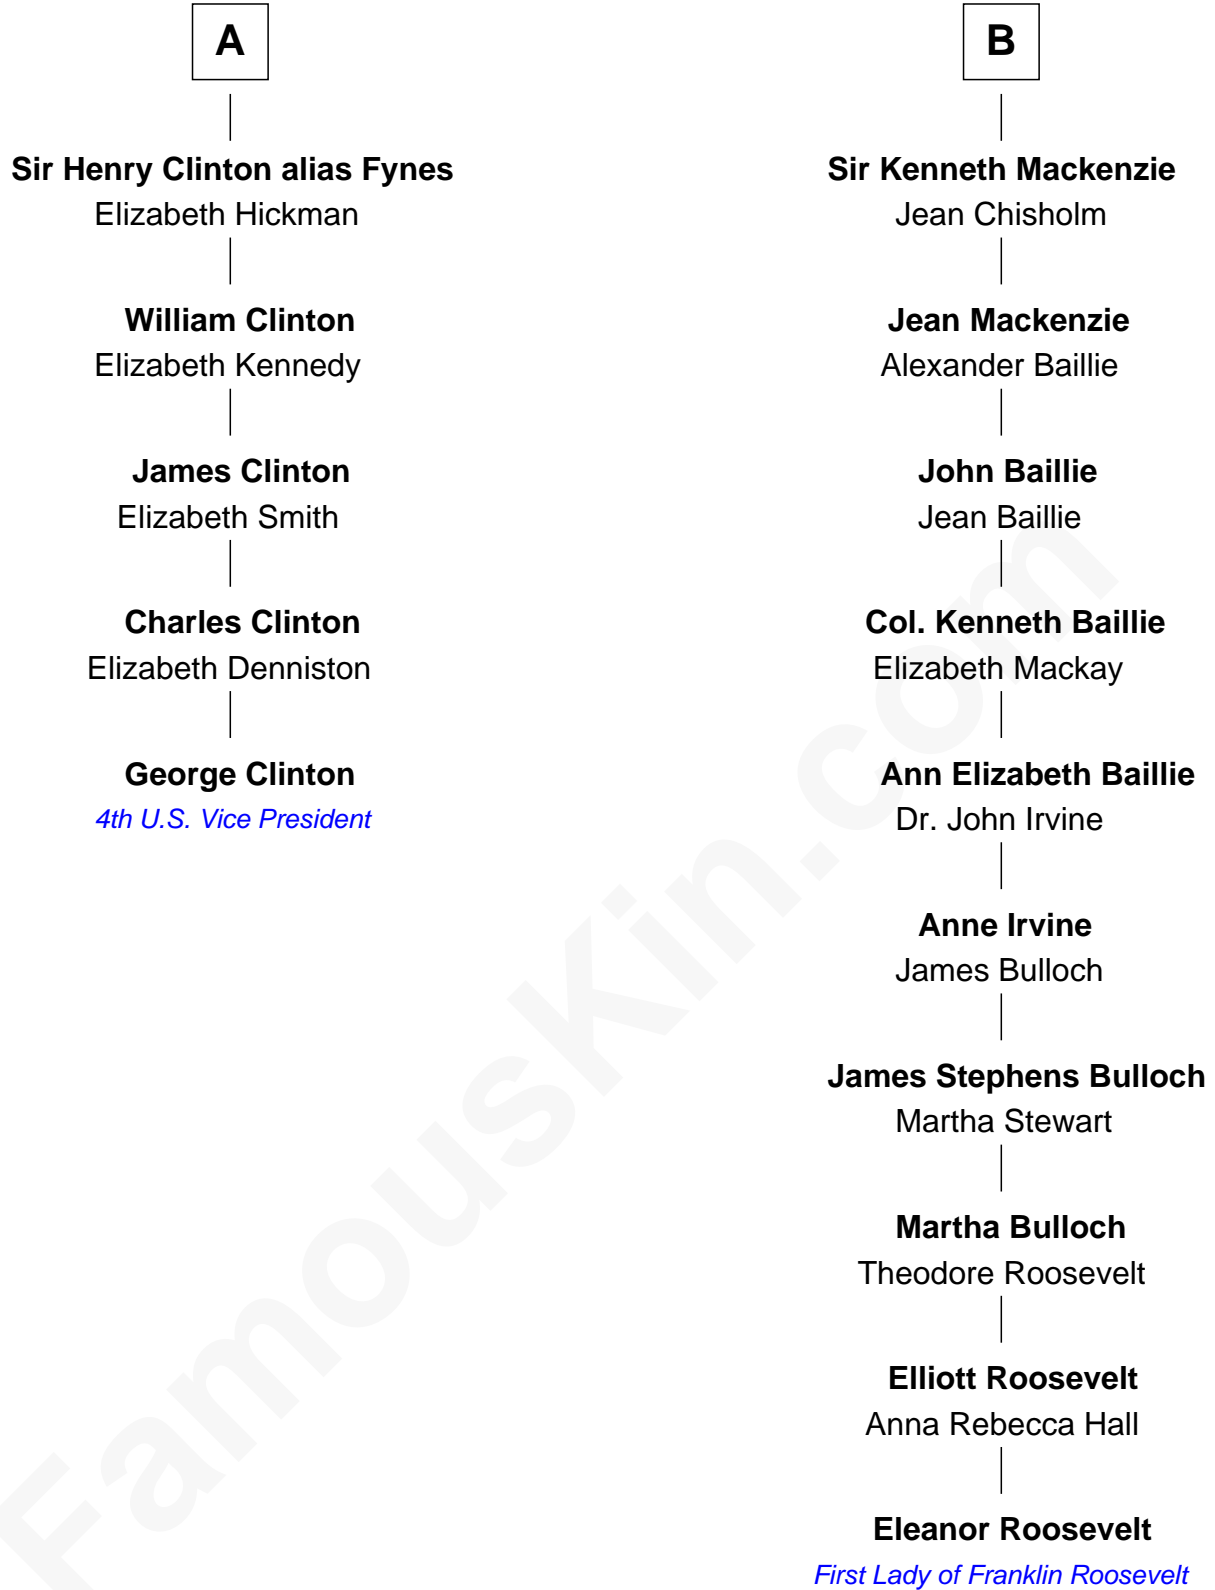 A
Sir Henry Clinton alias Fynes
Elizabeth Hickman
William Clinton
Elizabeth Kennedy
James Clinton
Elizabeth Smith
Charles Clinton
Elizabeth Denniston
George Clinton
4th U.S. Vice President
B
Sir Kenneth Mackenzie
Jean Chisholm
Jean Mackenzie
Alexander Baillie
John Baillie
Jean Baillie
Col. Kenneth Baillie
Elizabeth Mackay
Ann Elizabeth Baillie
Dr. John Irvine
Anne Irvine
James Bulloch
James Stephens Bulloch
Martha Stewart
Martha Bulloch
Theodore Roosevelt
Elliott Roosevelt
Anna Rebecca Hall
Eleanor Roosevelt
First Lady of Franklin Roosevelt
FamousKin.com